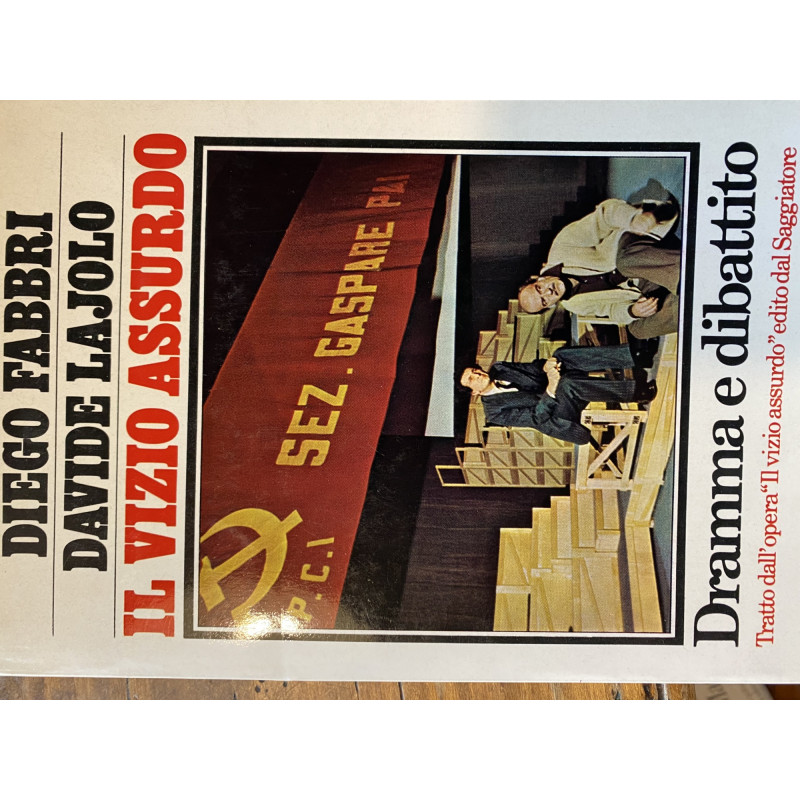 DIEGO FABBRI
DAVIDE LAJOLO
IL VIZIO ASSURDO
P.C.I
SEZ. GASPARE PAI
Dramma e dibattito
Tratto dall'opera "Il vizio assurdo" edito dal Saggiatore